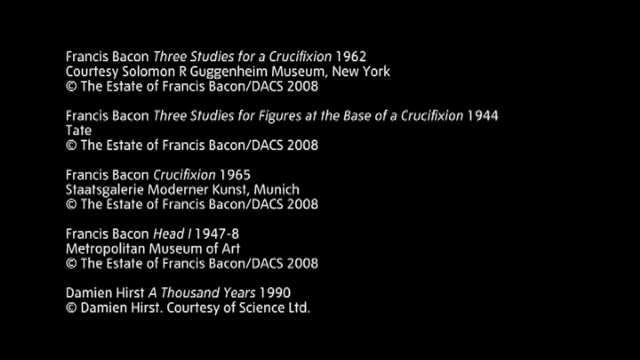 Francis Bacon Three Studies for a Crucifixion 1962
Courtesy Solomon R Guggenheim Museum, New York
© The Estate of Francis Bacon/DACS 2008
Francis Bacon Three Studies for Figures at the Base of a Crucifixion 1944
Tate
© The Estate of Francis Bacon/DACS 2008
Francis Bacon Crucifixion 1965
Staatsgalerie Moderner Kunst, Munich
© The Estate of Francis Bacon/DACS 2008
Francis Bacon Head I 1947-8
Metropolitan Museum of Art
© The Estate of Francis Bacon/DACS 2008
Damien Hirst A Thousand Years 1990
© Damien Hirst. Courtesy of Science Ltd.